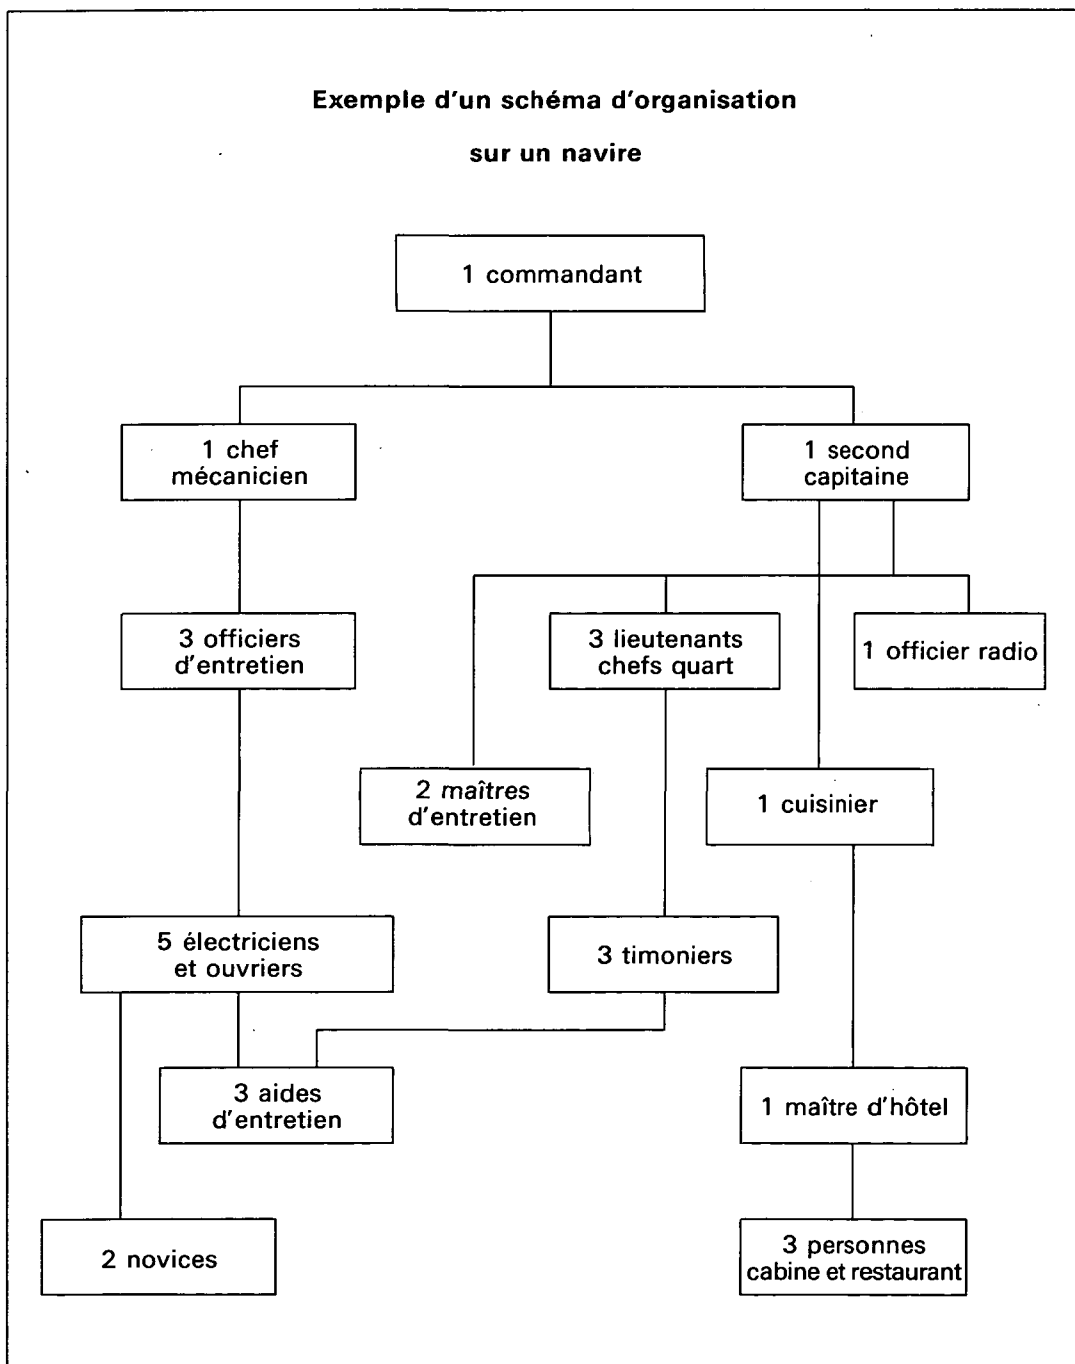 Exemple d'un schéma d'organisation
sur un navire
1 commandant
1 chef
mécanicien
1 second
capitaine
3 officiers
d'entretien
3 lieutenants
chefs quart
1 officier radio
2 maîtres
d'entretien
1 cuisinier
5 électriciens
et ouvriers
3 timoniers
3 aides
d'entretien
1 maître d'hôtel
2 novices
3 personnes
cabine et restaurant